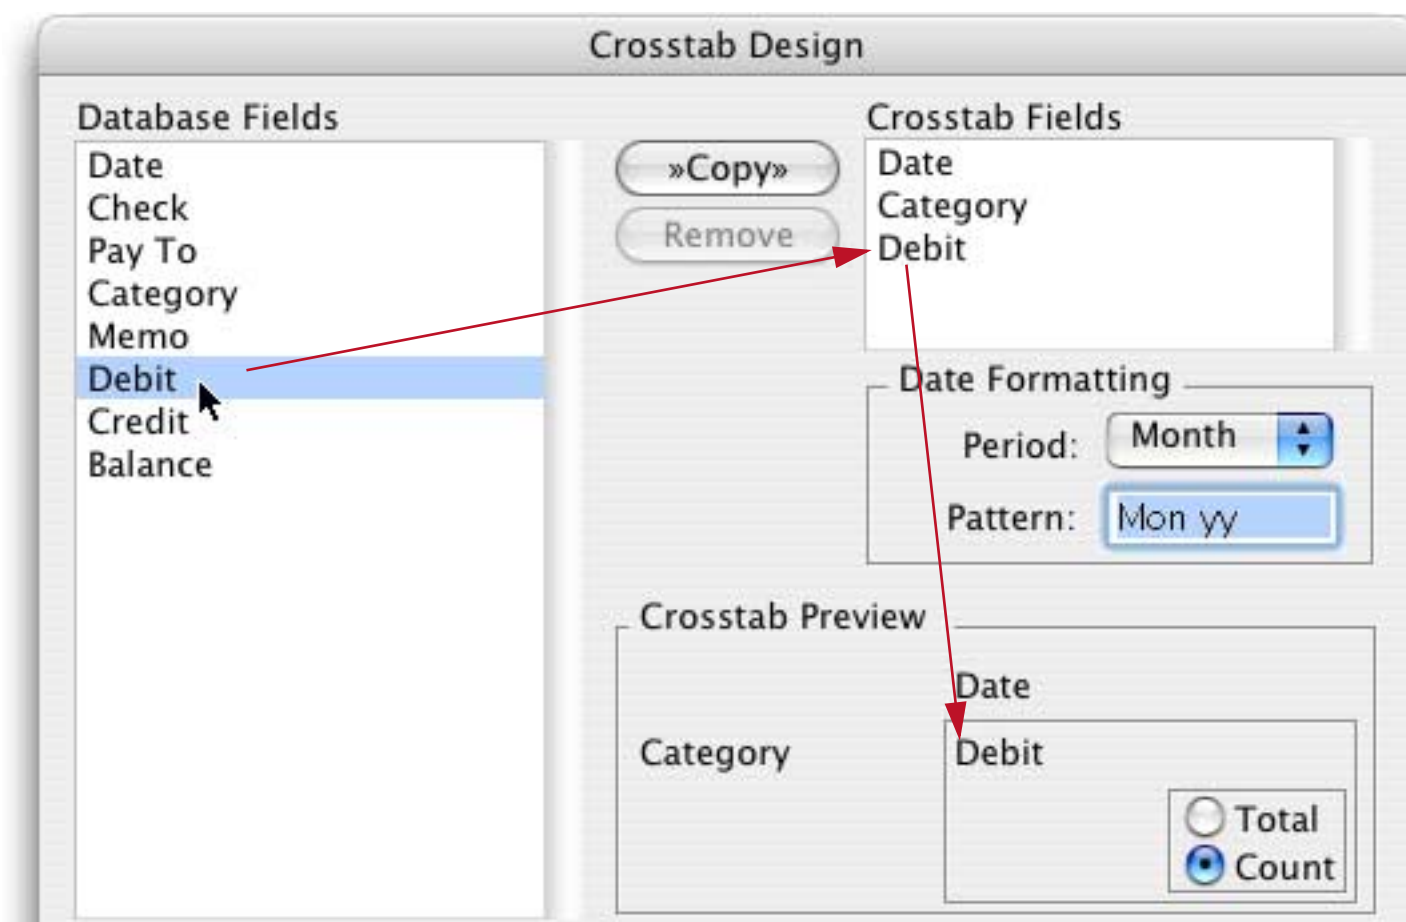 Crosstab Design
Database Fields
Date
Check
Pay To
Category
Memo
Debit
Credit
Balance
»Copy»
Remove
Crosstab Fields
Date
Category
Debit
Date Formatting
Period: Month
Pattern: Mon yy
Crosstab Preview
Date
Category Debit
Total
Count